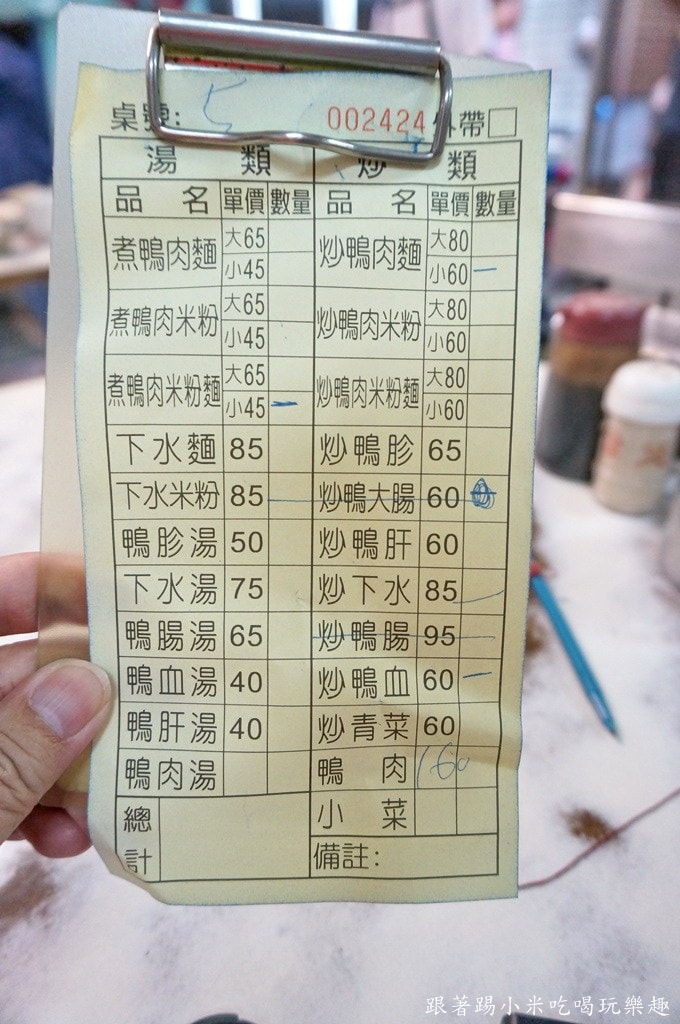 桌號: 5 002424 外帶
湯類 炒類
品名 單價 數量 品名 單價 數量
煮鴨肉麵 大65 炒鴨肉麵 大80
小45 小60 一
煮鴨肉米粉 大65 炒鴨肉米粉 大80
小45 小60
煮鴨肉米粉麵 大65 炒鴨肉米粉麵 大80
小45 一 小60
下水麵 85 炒鴨胗 65
下水米粉 85 炒鴨大腸 60
鴨胗湯 50 炒鴨肝 60
下水湯 75 炒下水 85
鴨腸湯 65 炒鴨腸 95
鴨血湯 40 炒鴨血 60 一
鴨肝湯 40 炒青菜 60
鴨肉湯 鴨肉 160
總計 小菜
備註:
跟著踢小米吃喝玩樂趣